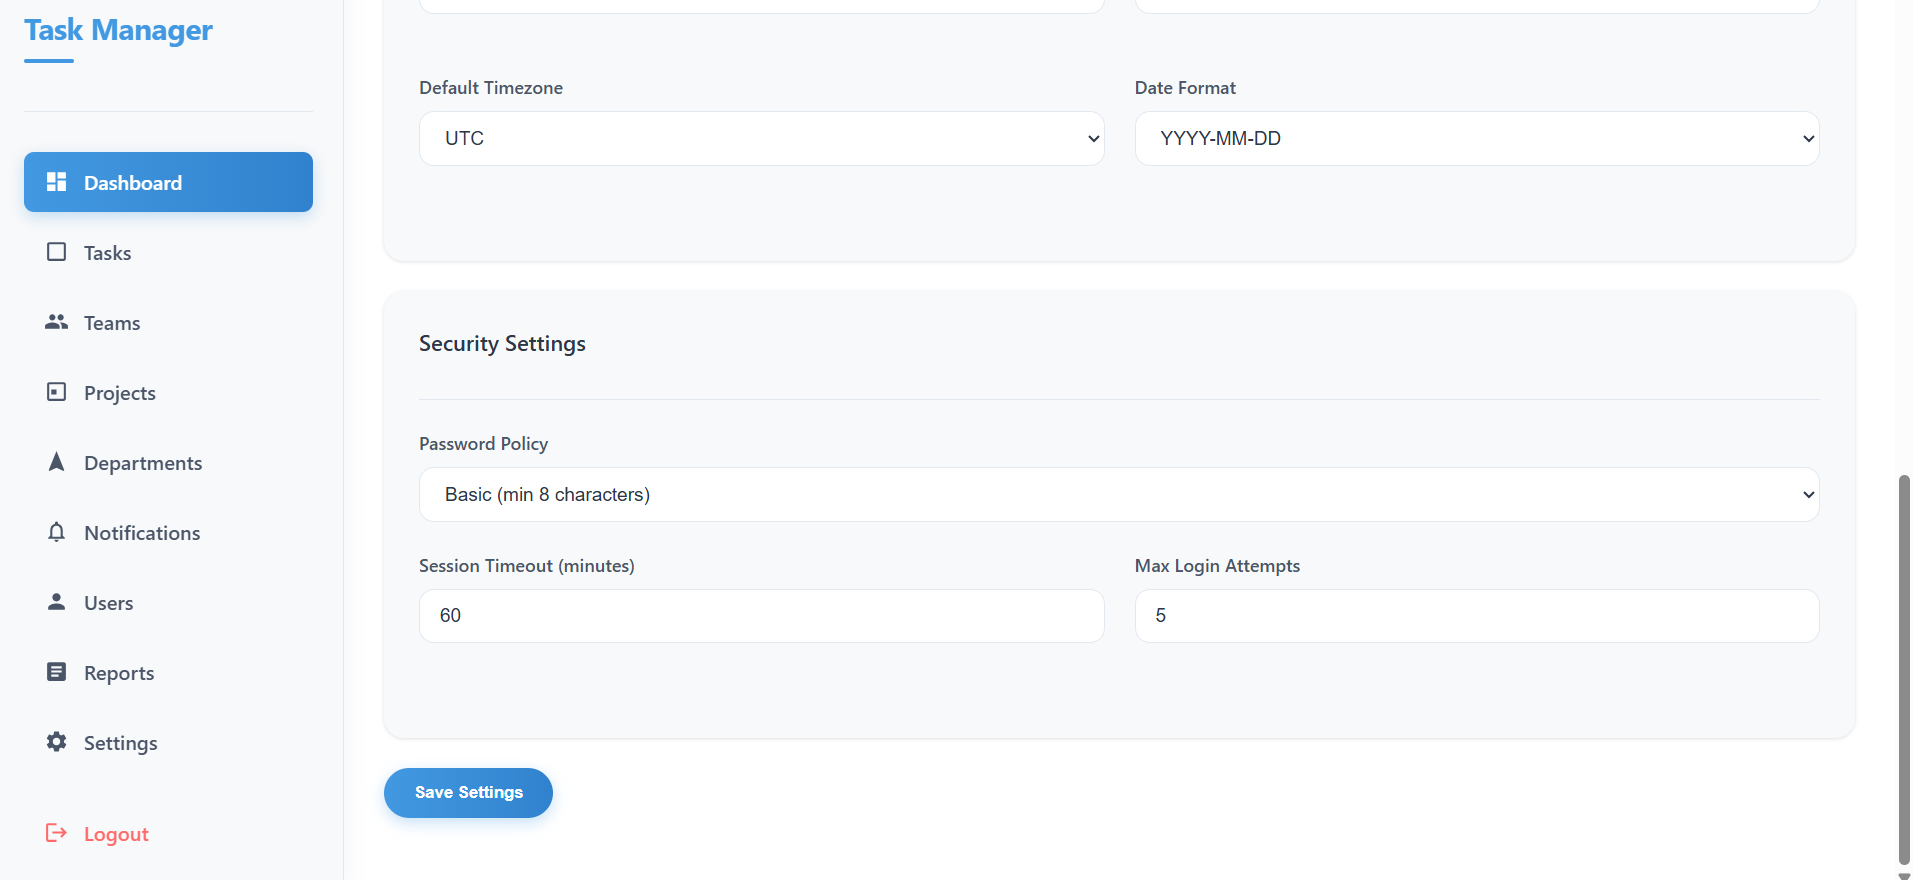 Task Manager
Dashboard
Tasks
Teams
Projects
Departments
Notifications
Users
Reports
Settings
Logout
Default Timezone
UTC
Date Format
YYYY-MM-DD
Security Settings
Password Policy
Basic (min 8 characters)
Session Timeout (minutes)
60
Max Login Attempts
5
Save Settings